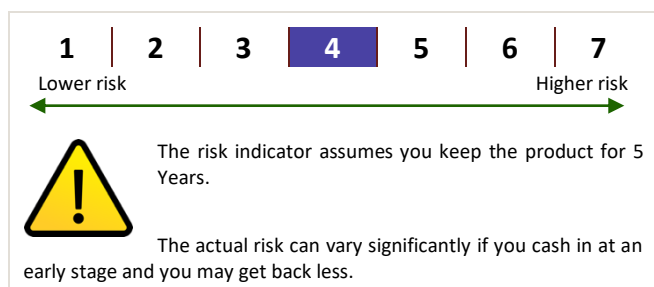 1 2 3 4 5 6 7
Lower risk Higher risk
The risk indicator assumes you keep the product for 5
Years.
The actual risk can vary significantly if you cash in at an
early stage and you may get back less.